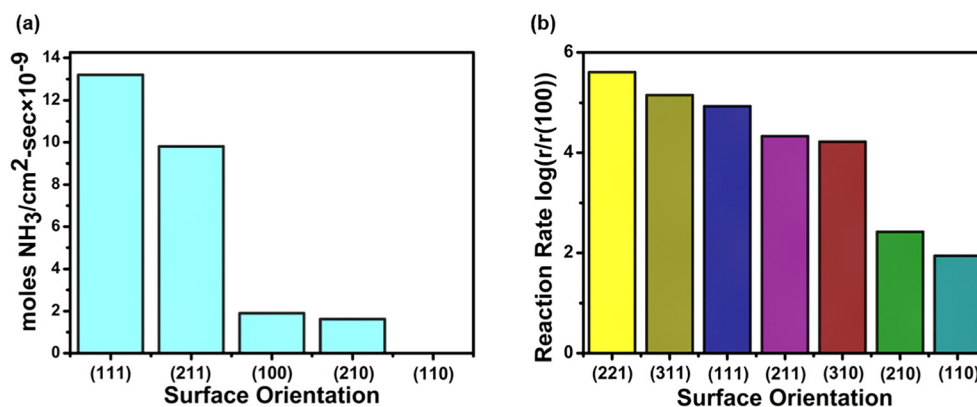 (a)
moles NH₃/cm²-sec×10⁻⁹
14
12
10
8
6
4
2
0
(111) (211) (100) (210) (110)
Surface Orientation
(b)
Reaction Rate log(r/r(100))
6
4
2
0
(221) (311) (111) (211) (310) (210) (110)
Surface Orientation